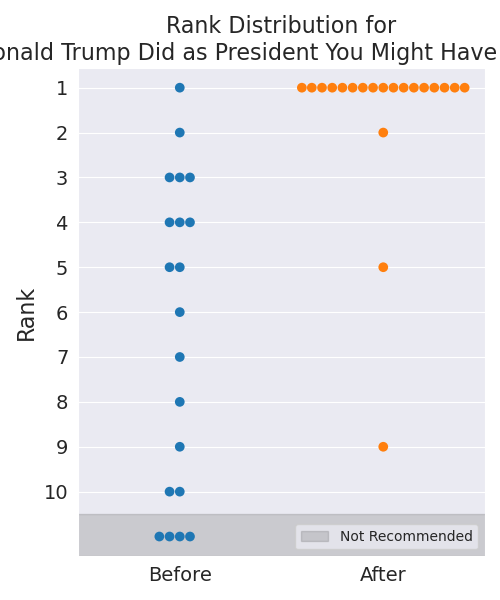 Rank Distribution for
onald Trump Did as President You Might Have
1
2
3
4
5
6
7
8
9
10
Rank
Not Recommended
Before
After